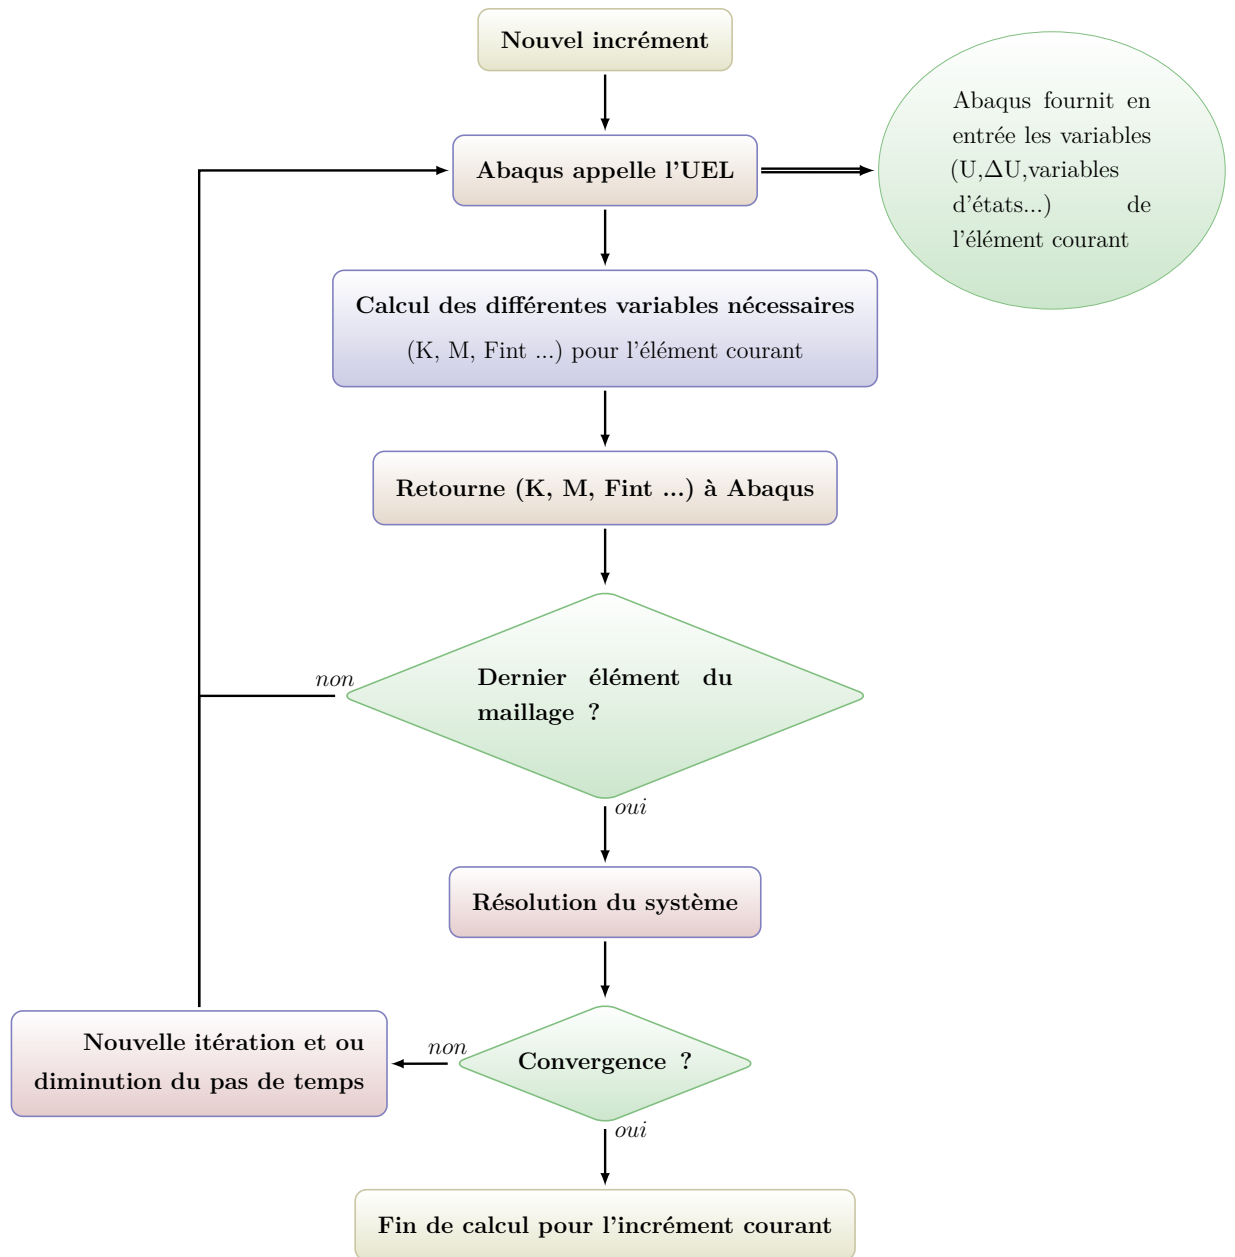 Nouvel incrément
Abaqus appelle l'UEL
Abaqus fournit en
entrée les variables
(U,ΔU,variables
d'états...) de
l'élément courant
Calcul des différentes variables nécessaires
(K, M, Fint ...) pour l'élément courant
Retourne (K, M, Fint ...) à Abaqus
non
Dernier élément du
maillage ?
oui
Résolution du système
Nouvelle itération et ou
diminution du pas de temps
non
Convergence ?
oui
Fin de calcul pour l'incrément courant